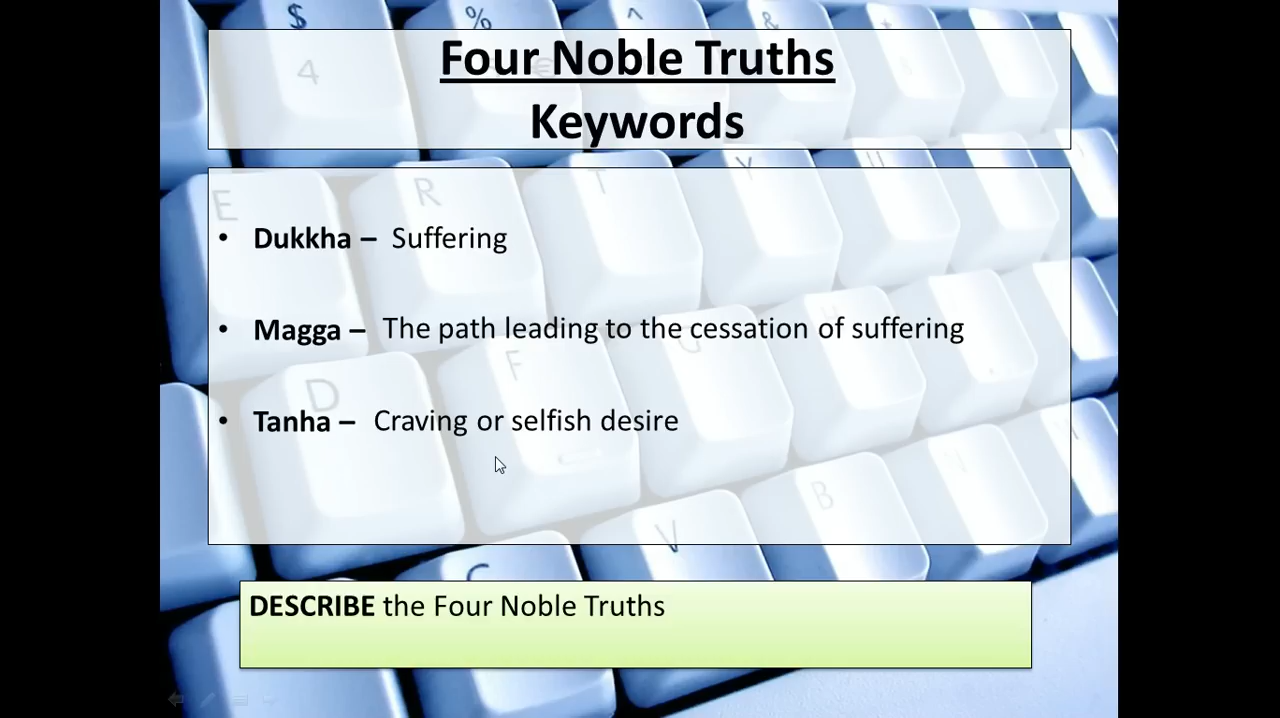 Four Noble Truths
Keywords
• Dukkha – Suffering
• Magga – The path leading to the cessation of suffering
• Tanha – Craving or selfish desire
DESCRIBE the Four Noble Truths
$ % ^ & *
4 €
E R T Y U
D F G H
C V B N M